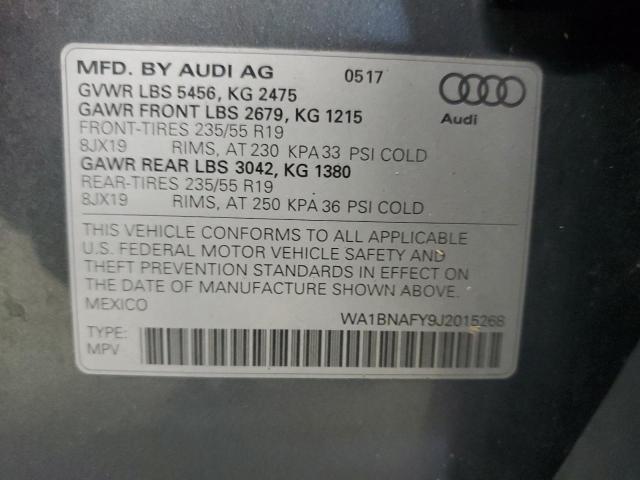 MFD. BY AUDI AG 0517
GVWR LBS 5456, KG 2475
GAWR FRONT LBS 2679, KG 1215
Audi
FRONT-TIRES 235/55 R19
8JX19 RIMS, AT 230 KPA 33 PSI COLD
GAWR REAR LBS 3042, KG 1380
REAR-TIRES 235/55 R19
8JX19 RIMS, AT 250 KPA 36 PSI COLD
THIS VEHICLE CONFORMS TO ALL APPLICABLE
U.S. FEDERAL MOTOR VEHICLE SAFETY AND
THEFT PREVENTION STANDARDS IN EFFECT ON
THE DATE OF MANUFACTURE SHOWN ABOVE.
MEXICO
WA1BNAFY9J2015268
TYPE:
MPV